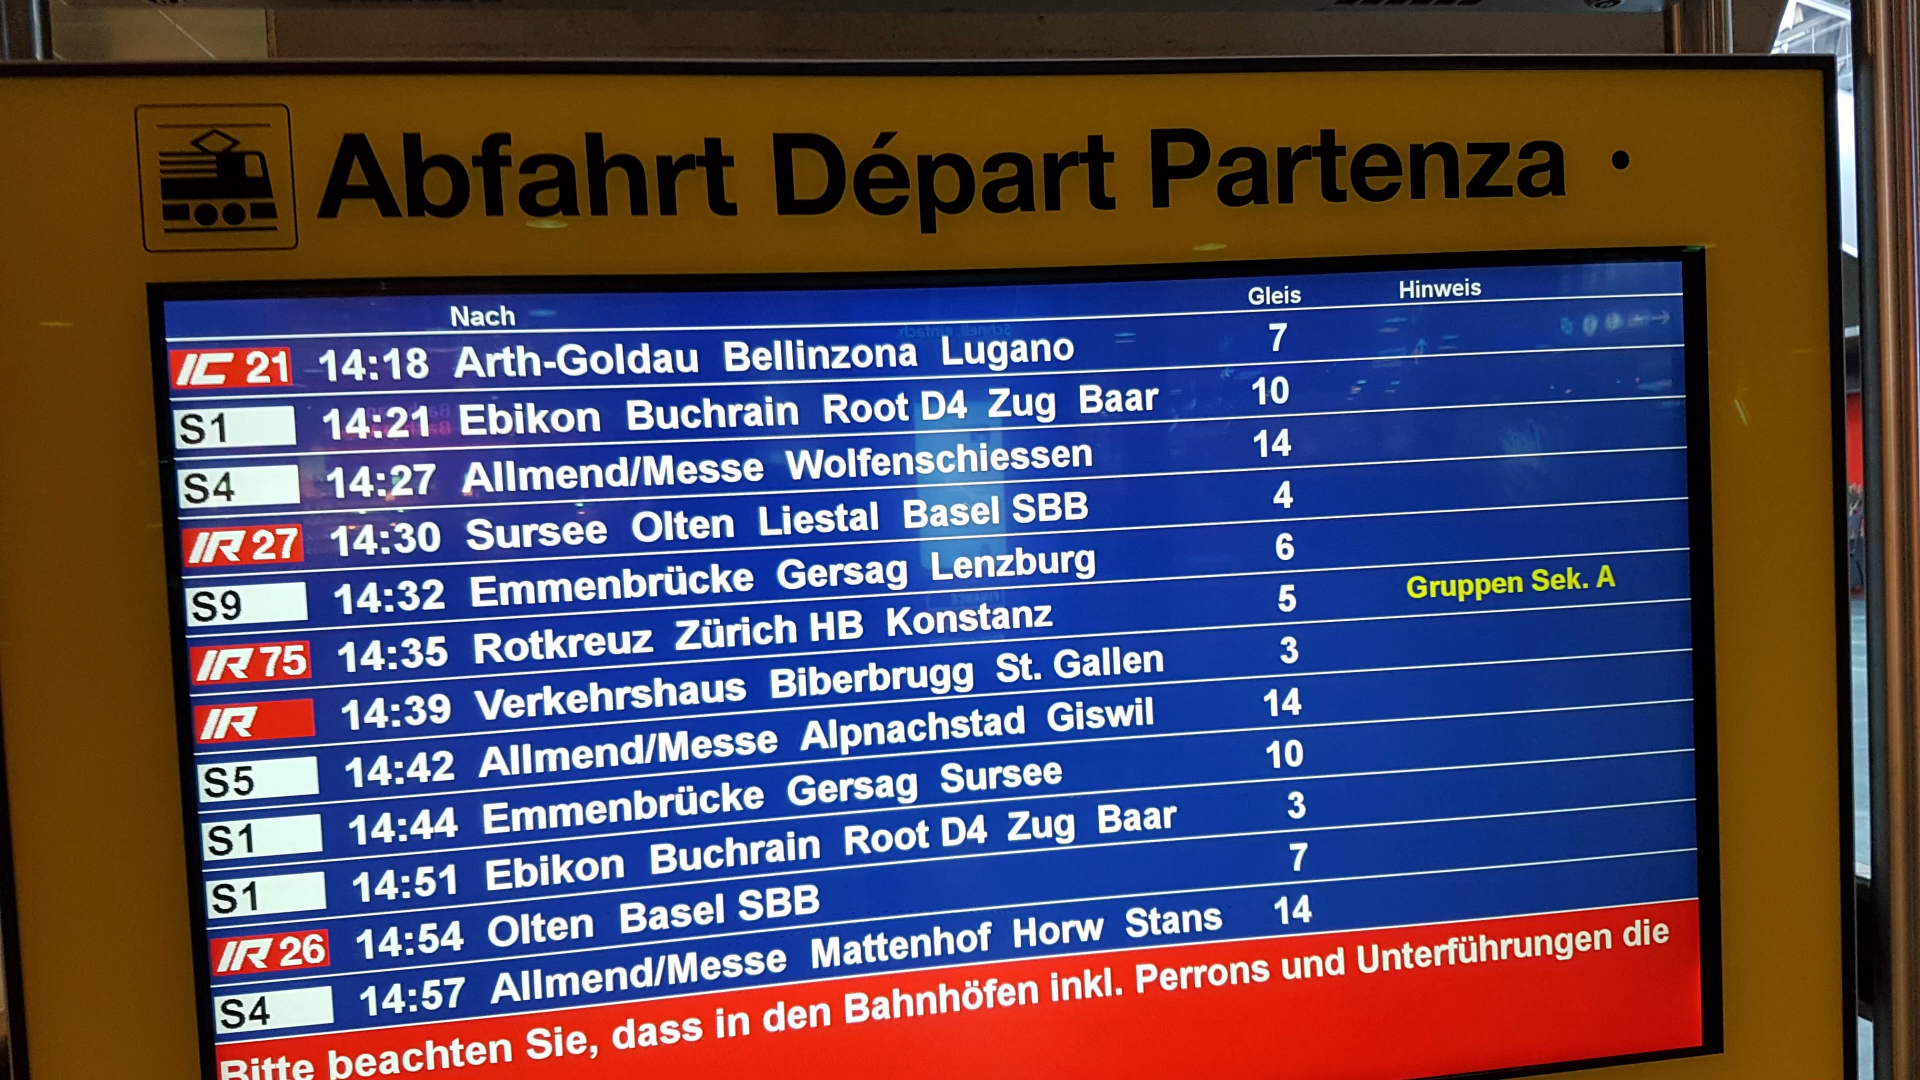 Abfahrt Départ Partenza •
Nach Gleis Hinweis
IC 21 14:18 Arth-Goldau Bellinzona Lugano 7
S1 14:21 Ebikon Buchrain Root D4 Zug Baar 10
S4 14:27 Allmend/Messe Wolfenschiessen 14
IR 27 14:30 Sursee Olten Liestal Basel SBB 4
S9 14:32 Emmenbrücke Gersag Lenzburg 6
IR 75 14:35 Rotkreuz Zürich HB Konstanz 5 Gruppen Sek. A
IR 14:39 Verkehrshaus Biberbrugg St. Gallen 3
S5 14:42 Allmend/Messe Alpnachstad Giswil 14
S1 14:44 Emmenbrücke Gersag Sursee 10
S1 14:51 Ebikon Buchrain Root D4 Zug Baar 3
IR 26 14:54 Olten Basel SBB 7
S4 14:57 Allmend/Messe Mattenhof Horw Stans 14
Bitte beachten Sie, dass in den Bahnhöfen inkl. Perrons und Unterführungen die